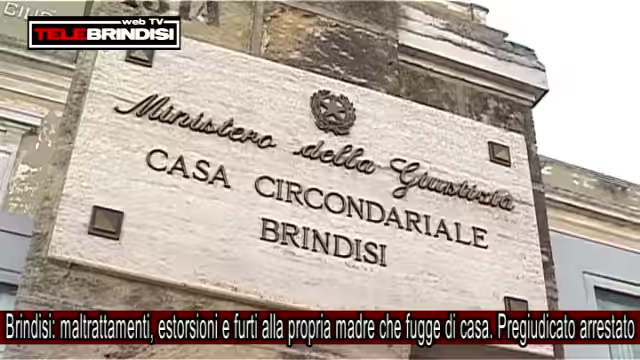 GIUS
web TV
TELEBRINDISI
Ministero della Giustizia
CASA CIRCONDARIALE
BRINDISI
Brindisi: maltrattamenti, estorsioni e furti alla propria madre che fugge di casa. Pregiudicato arrestato